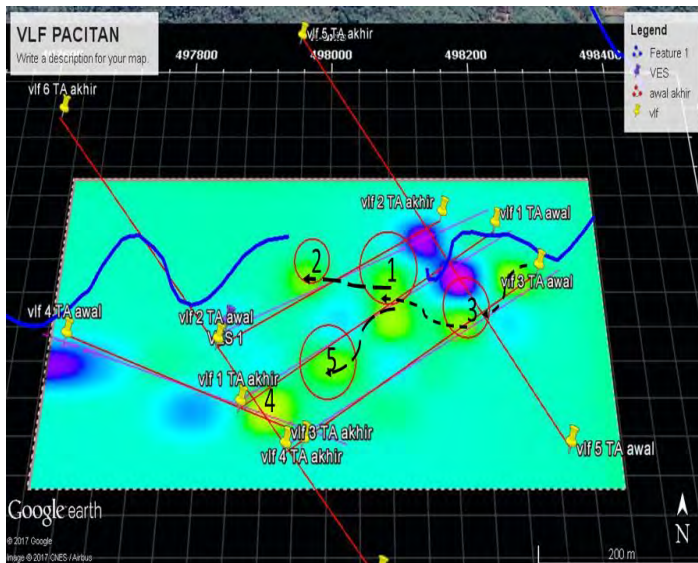 VLF PACITAN
Write a description for your map.
Legend
Feature 1
VES
awal akhir
vlf
vlf 5 TA akhir
497800
498000
498200
vlf 6 TA akhir
vlf 2 TA akhir
vlf 1 TA awal
vlf 3 TA awal
2
1
3
vlf 4 TA awal
vlf 2 TA awal
VES 1
5
vlf 1 TA akhir
4
vlf 3 TA akhir
vlf 4 TA akhir
vlf 5 TA awal
Google earth
© 2017 Google
Image © 2017 CNES / Airbus
N
200 m